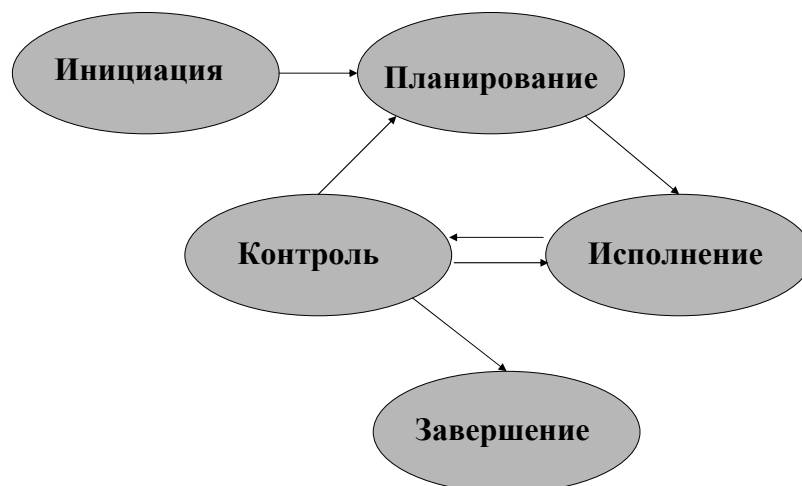 Инициация
Планирование
Контроль
Исполнение
Завершение